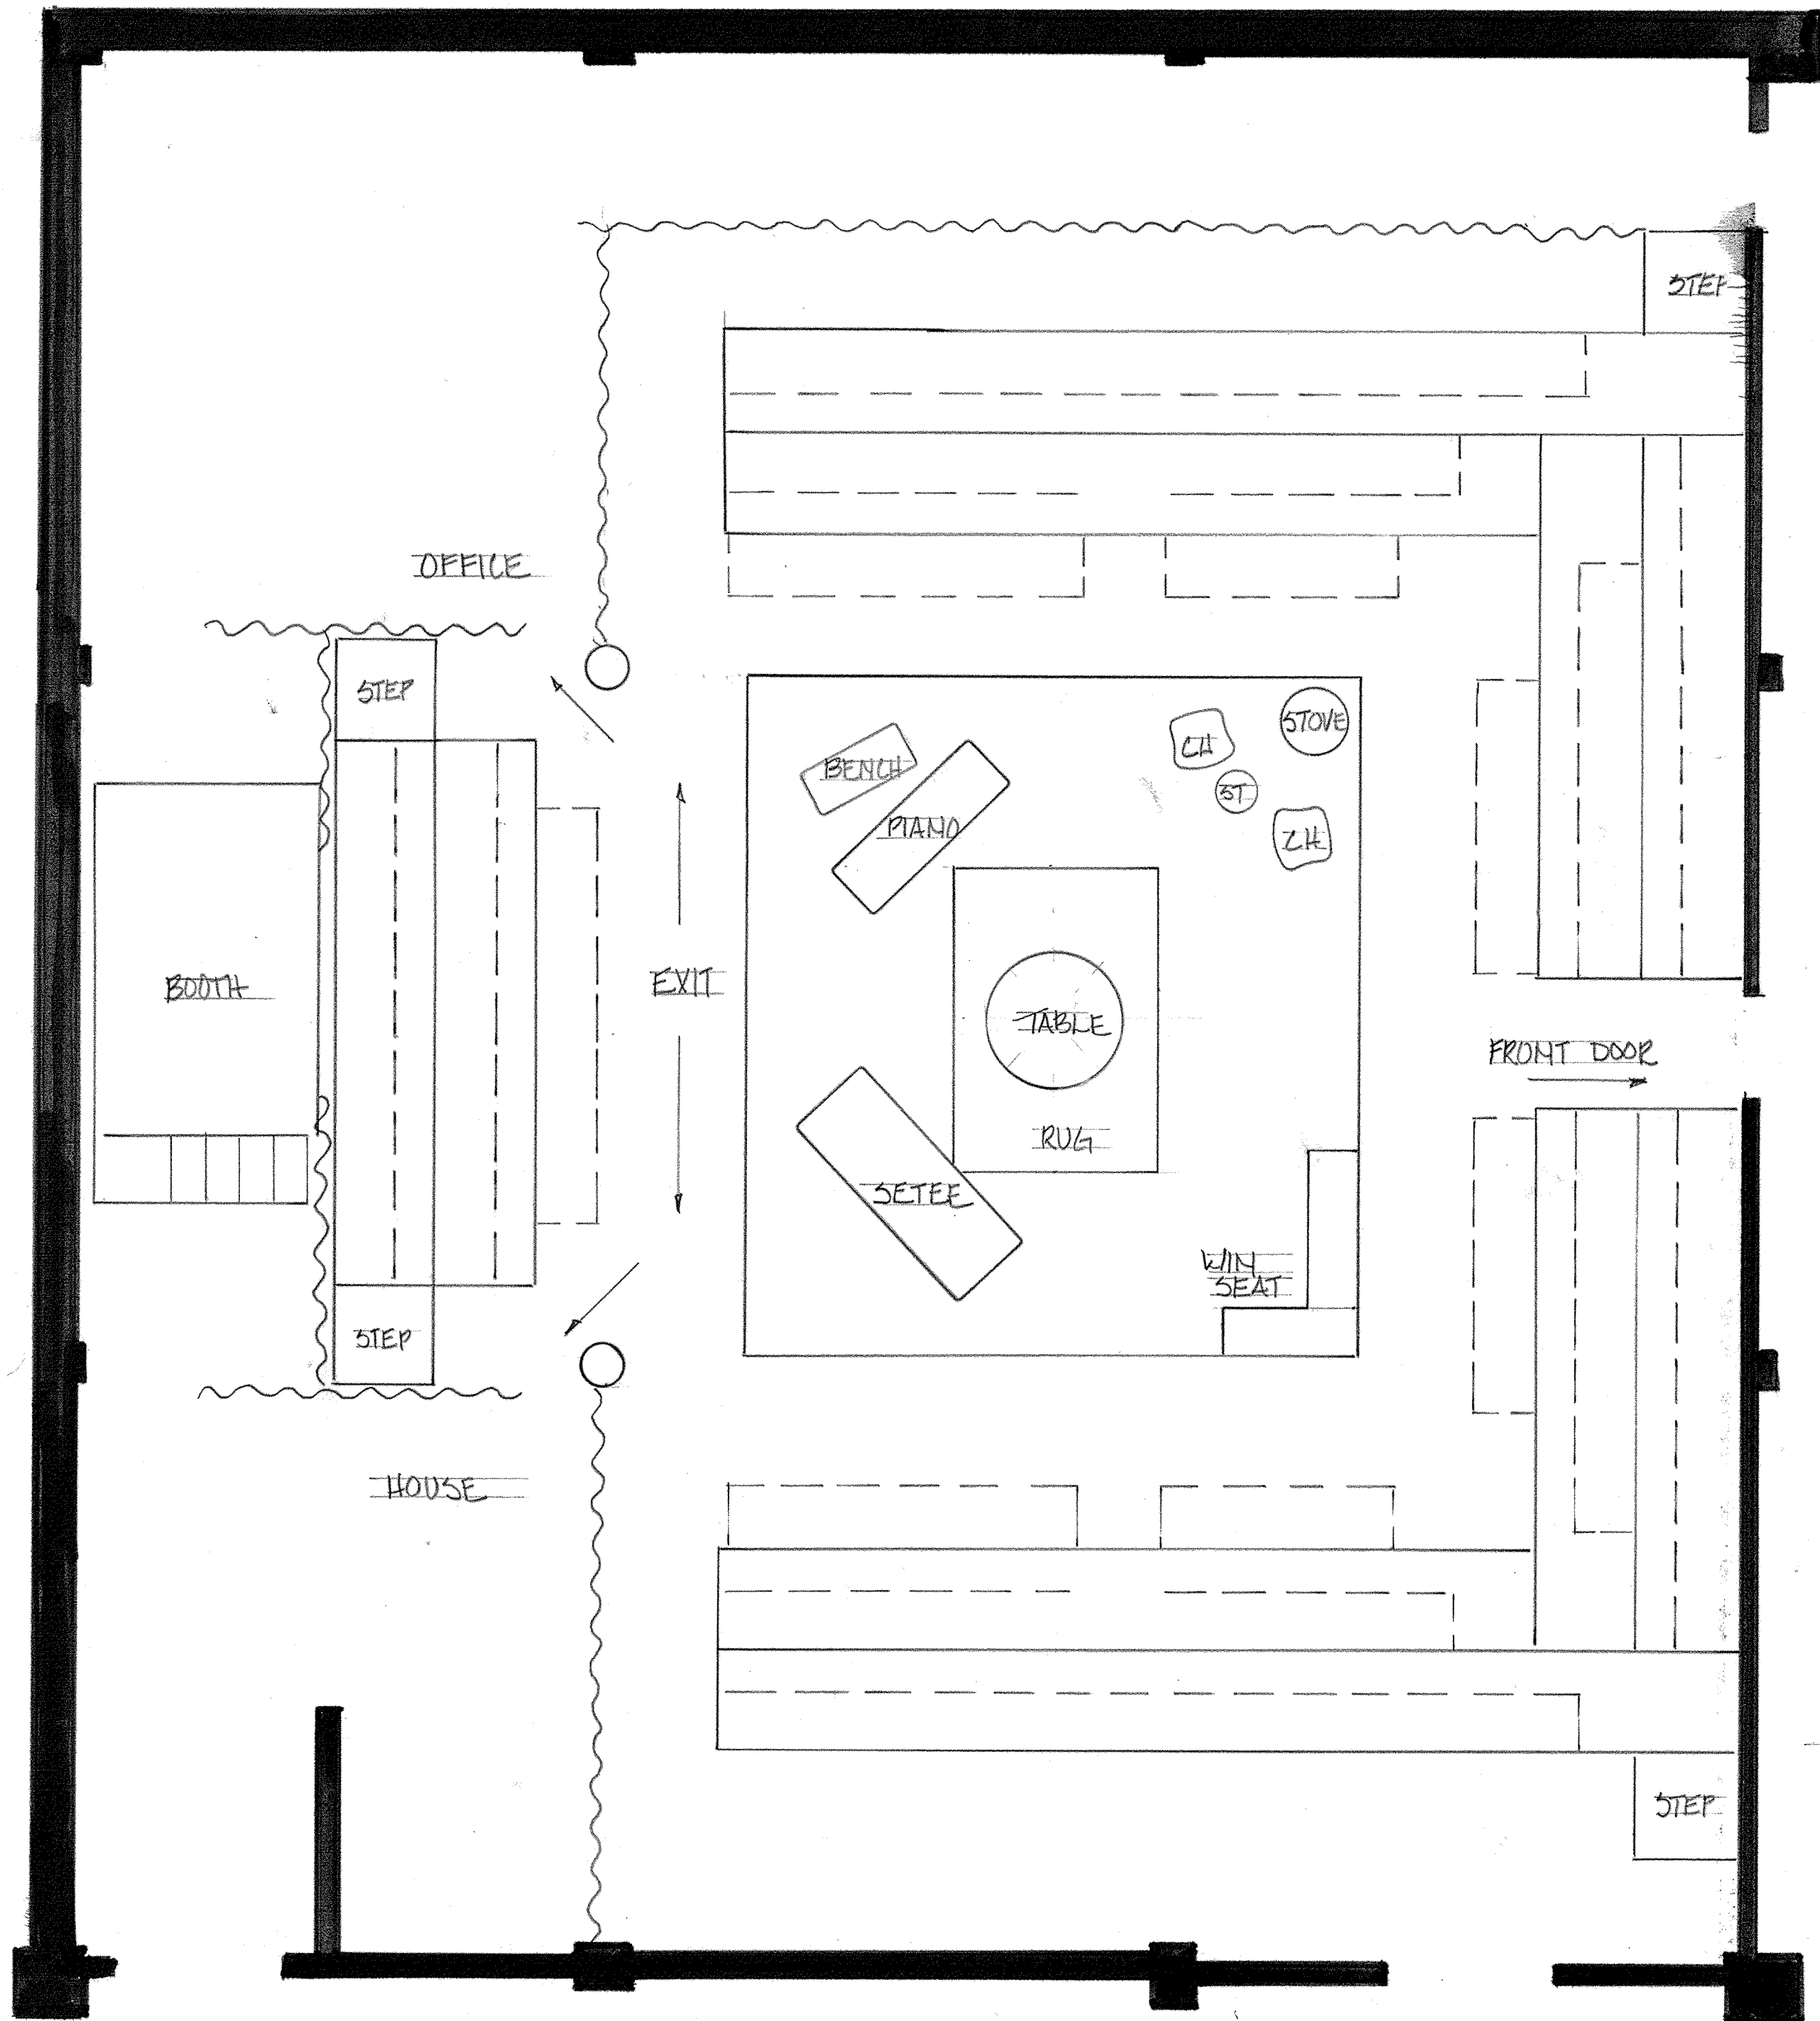 STEP
OFFICE
STEP
STOVE
CH
BENCH
ST
PIANO
CH
EXIT
BOOTH
TABLE
FRONT DOOR
RUG
SETEE
WIN
SEAT
STEP
HOUSE
STEP